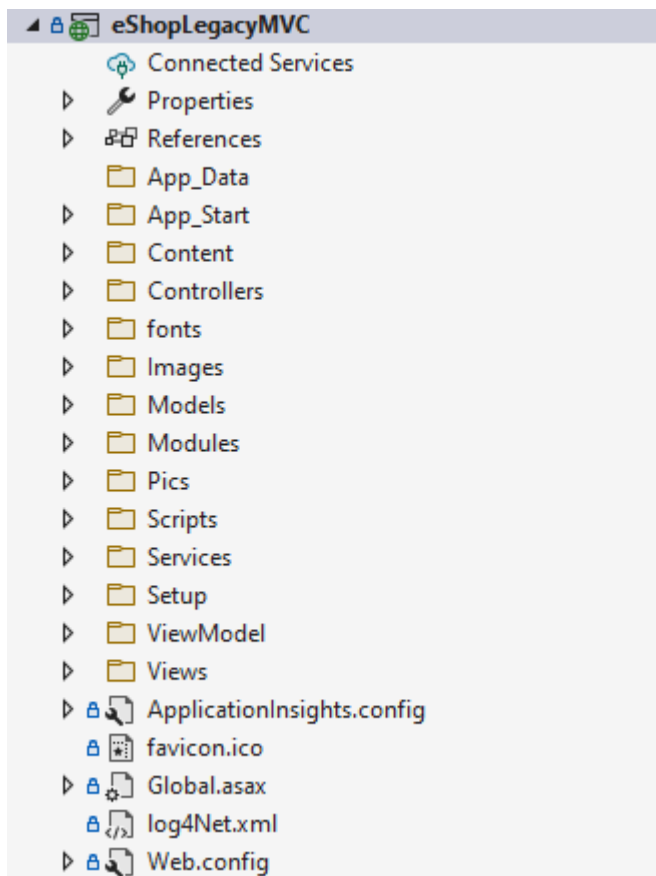 eShopLegacyMVC
Connected Services
Properties
References
App_Data
App_Start
Content
Controllers
fonts
Images
Models
Modules
Pics
Scripts
Services
Setup
ViewModel
Views
ApplicationInsights.config
favicon.ico
Global.asax
log4Net.xml
Web.config